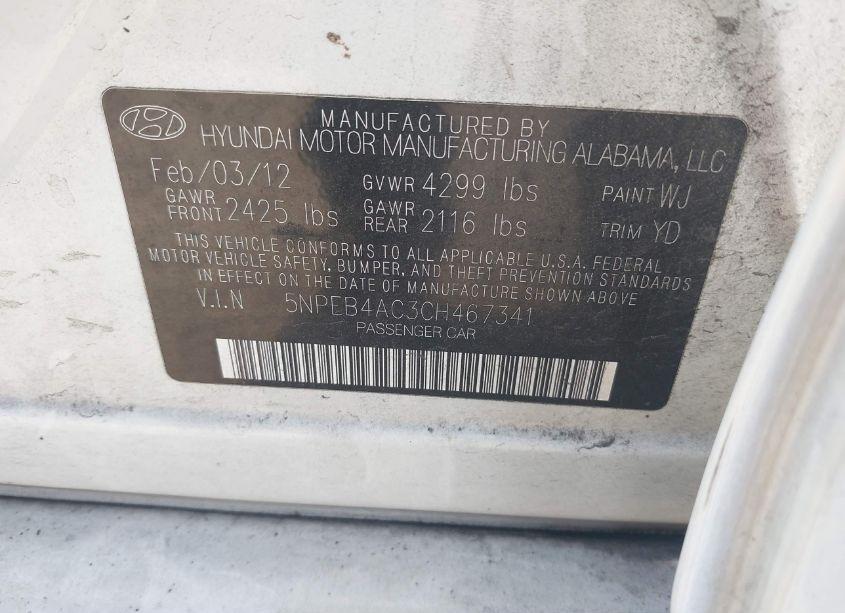 MANUFACTURED BY
HYUNDAI MOTOR MANUFACTURING ALABAMA, LLC
Feb/03/12 GVWR 4299 lbs PAINT WJ
GAWR FRONT 2425 lbs GAWR REAR 2116 lbs TRIM YD
THIS VEHICLE CONFORMS TO ALL APPLICABLE U.S.A. FEDERAL
MOTOR VEHICLE SAFETY, BUMPER, AND THEFT PREVENTION STANDARDS
IN EFFECT ON THE DATE OF MANUFACTURE SHOWN ABOVE
V.I.N 5NPEB4AC3CH467341
PASSENGER CAR